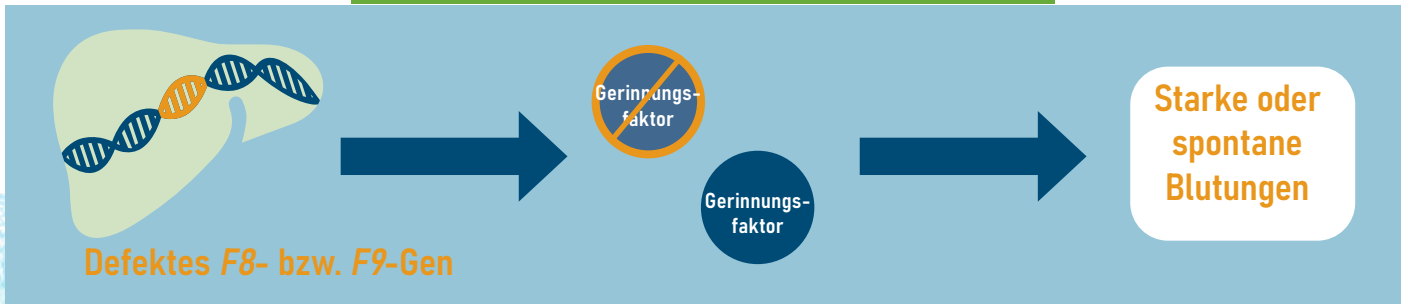 Gerinnungs-
faktor
Gerinnungs-
faktor
Starke oder
spontane
Blutungen
Defektes F8- bzw. F9-Gen